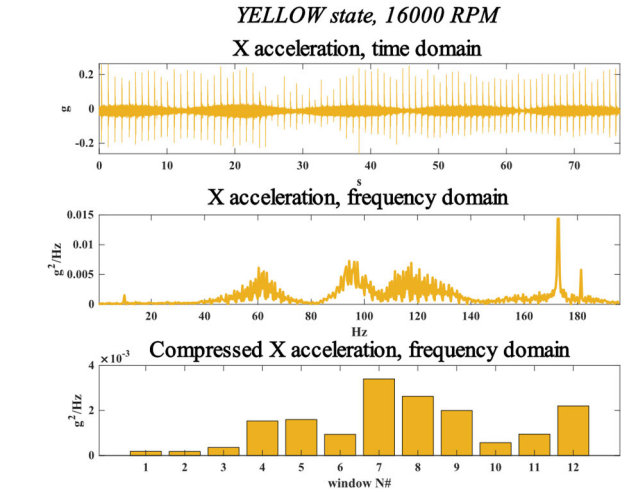 YELLOW state, 16000 RPM
X acceleration, time domain
0.2
0
-0.2
g
0 10 20 30 40 50 60 70
s
X acceleration, frequency domain
0.015
0.01
0.005
0
g²/Hz
20 40 60 80 100 120 140 160 180
Hz
Compressed X acceleration, frequency domain
×10⁻³
4
2
0
g²/Hz
1 2 3 4 5 6 7 8 9 10 11 12
window N#